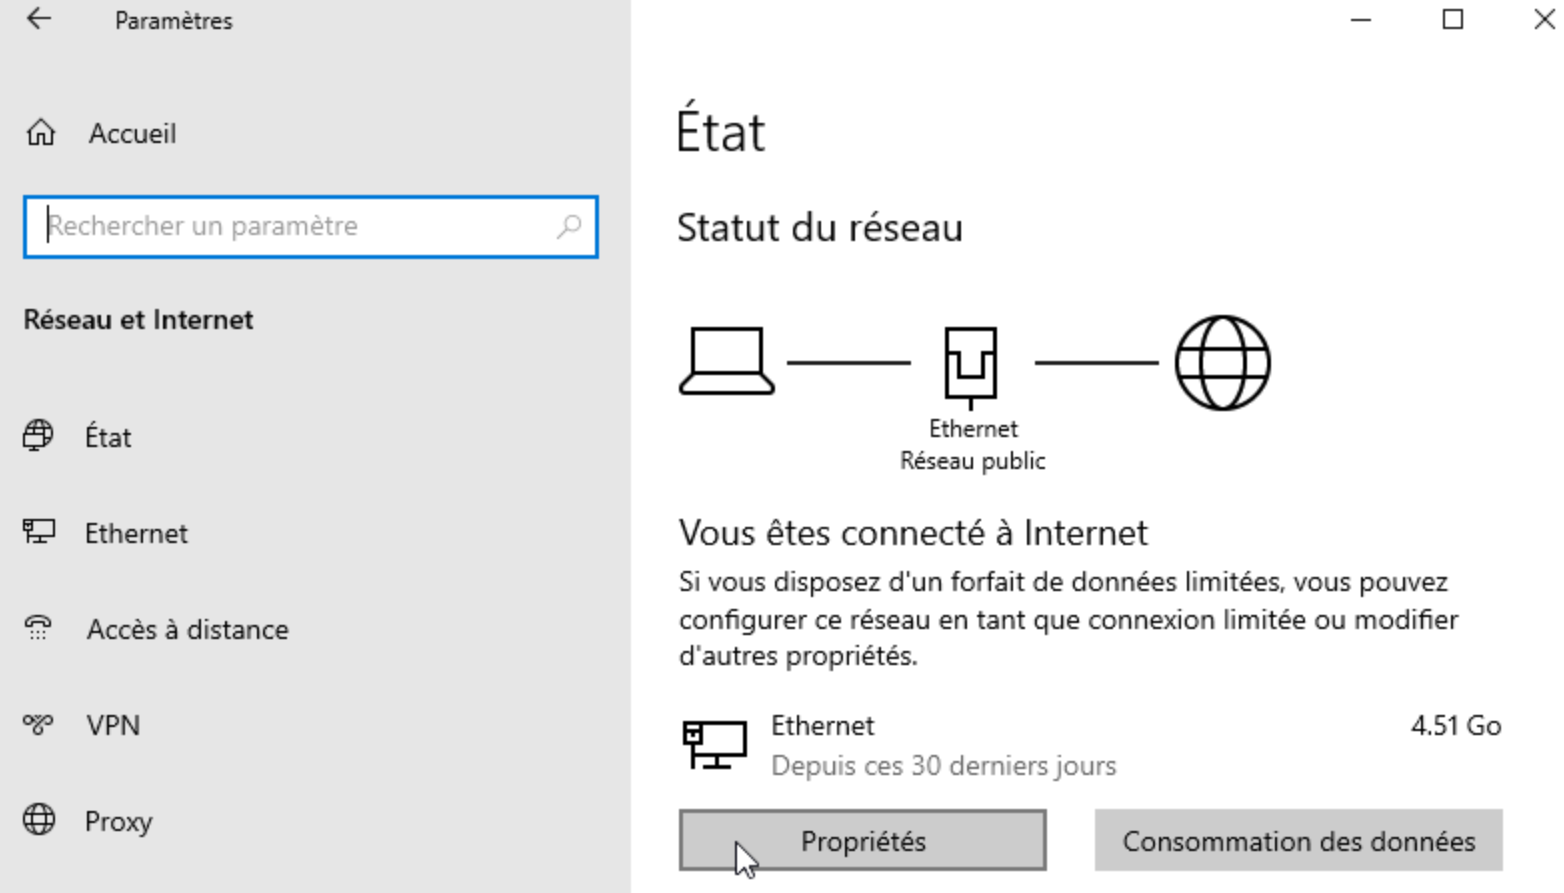 Paramètres
Accueil
Rechercher un paramètre
Réseau et Internet
État
Ethernet
Accès à distance
VPN
Proxy
État
Statut du réseau
Ethernet
Réseau public
Vous êtes connecté à Internet
Si vous disposez d'un forfait de données limitées, vous pouvez
configurer ce réseau en tant que connexion limitée ou modifier
d'autres propriétés.
Ethernet 4.51 Go
Depuis ces 30 derniers jours
Propriétés Consommation des données